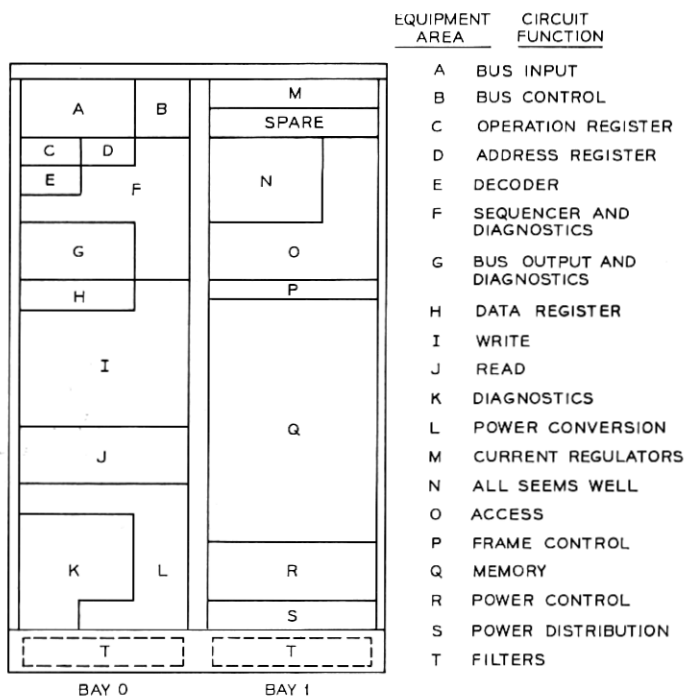 EQUIPMENT AREA CIRCUIT FUNCTION
A BUS INPUT
B BUS CONTROL
C OPERATION REGISTER
D ADDRESS REGISTER
E DECODER
F SEQUENCER AND
DIAGNOSTICS
G BUS OUTPUT AND
DIAGNOSTICS
H DATA REGISTER
I WRITE
J READ
K DIAGNOSTICS
L POWER CONVERSION
M CURRENT REGULATORS
N ALL SEEMS WELL
O ACCESS
P FRAME CONTROL
Q MEMORY
R POWER CONTROL
S POWER DISTRIBUTION
T FILTERS
A B
C D
E
F
G
H
I
J
K L
T
BAY 0
M
SPARE
N
O
P
Q
R
S
T
BAY 1